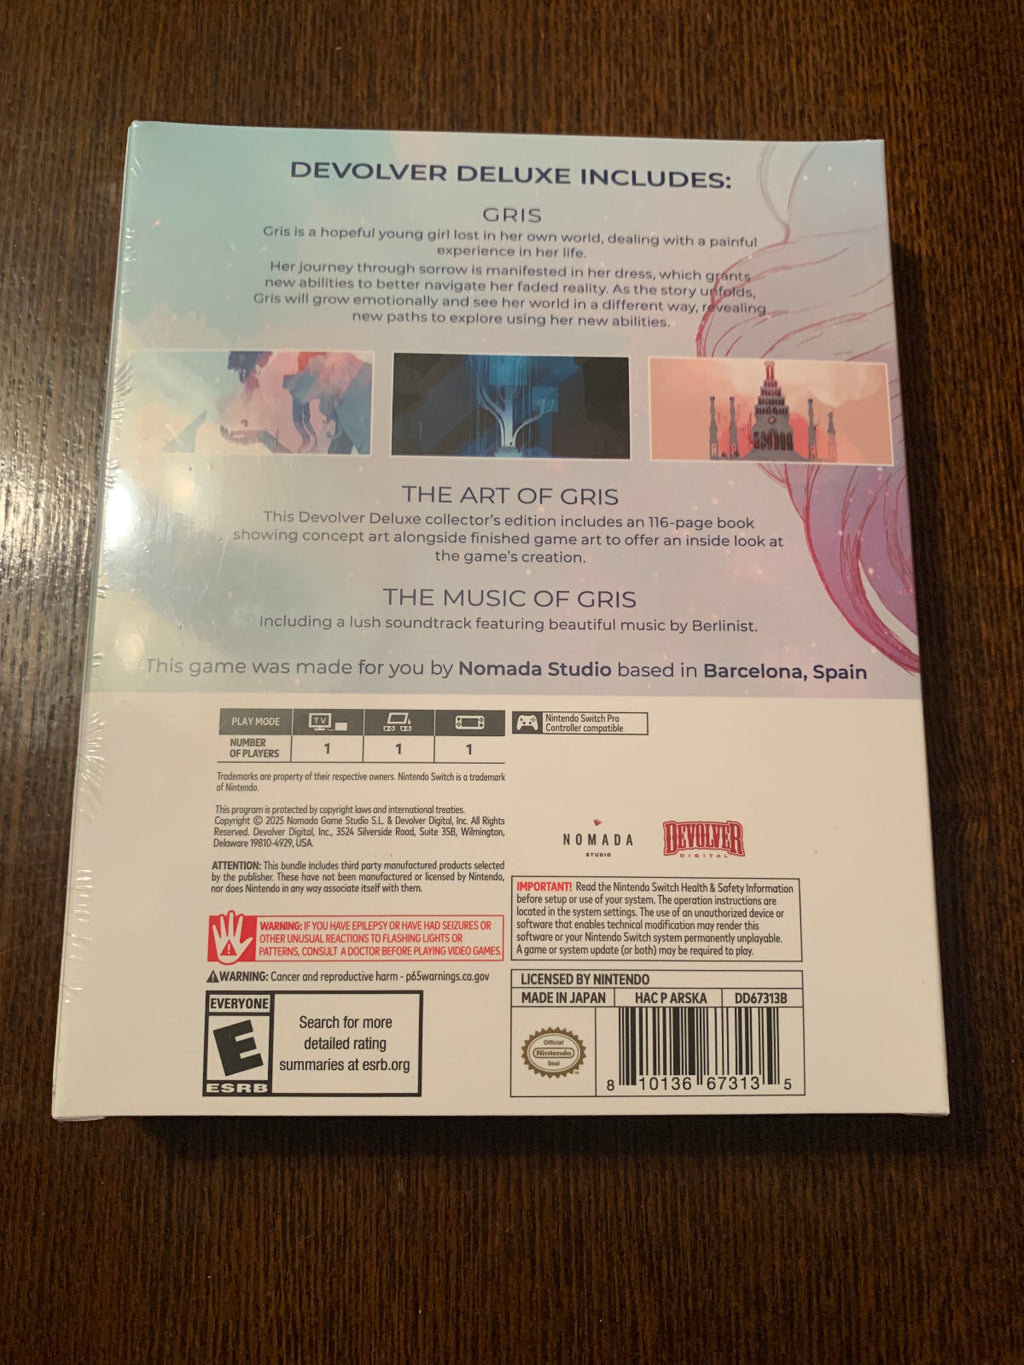 DEVOLVER DELUXE INCLUDES:
GRIS
Gris is a hopeful young girl lost in her own world, dealing with a painful
experience in her life.
Her journey through sorrow is manifested in her dress, which grants
new abilities to better navigate her faded reality. As the story unfolds,
Gris will grow emotionally and see her world in a different way, revealing
new paths to explore using her new abilities.
THE ART OF GRIS
This Devolver Deluxe collector's edition includes an 116-page book
showing concept art alongside finished game art to offer an inside look at
the game's creation.
THE MUSIC OF GRIS
Including a lush soundtrack featuring beautiful music by Berlinist.
This game was made for you by Nomada Studio based in Barcelona, Spain
PLAY MODE
TV
NUMBER
OF PLAYERS
1 1 1
Nintendo Switch Pro
Controller compatible
Trademarks are property of their respective owners. Nintendo Switch is a trademark
of Nintendo.
This program is protected by copyright laws and international treaties.
Copyright © 2025 Nomada Game Studio S.L. & Devolver Digital, Inc. All Rights
Reserved. Devolver Digital, Inc., 3524 Silverside Road, Suite 35B, Wilmington,
Delaware 19810-4929, USA.
ATTENTION: This bundle includes third party manufactured products selected
by the publisher. These have not been manufactured or licensed by Nintendo,
nor does Nintendo in any way associate itself with them.
NOMADA
STUDIO
DEVOLVER
DIGITAL
WARNING: IF YOU HAVE EPILEPSY OR HAVE HAD SEIZURES OR
OTHER UNUSUAL REACTIONS TO FLASHING LIGHTS OR
PATTERNS, CONSULT A DOCTOR BEFORE PLAYING VIDEO GAMES.
WARNING: Cancer and reproductive harm - p65warnings.ca.gov
EVERYONE
E
ESRB
Search for more
detailed rating
summaries at esrb.org
IMPORTANT! Read the Nintendo Switch Health & Safety Information
before setup or use of your system. The operation instructions are
located in the system settings. The use of an unauthorized device or
software that enables technical modification may render this
software or your Nintendo Switch system permanently unplayable.
A game or system update (or both) may be required to play.
LICENSED BY NINTENDO
MADE IN JAPAN HAC P ARSKA DD67313B
Official
Nintendo
Seal
8 10136 67313 5